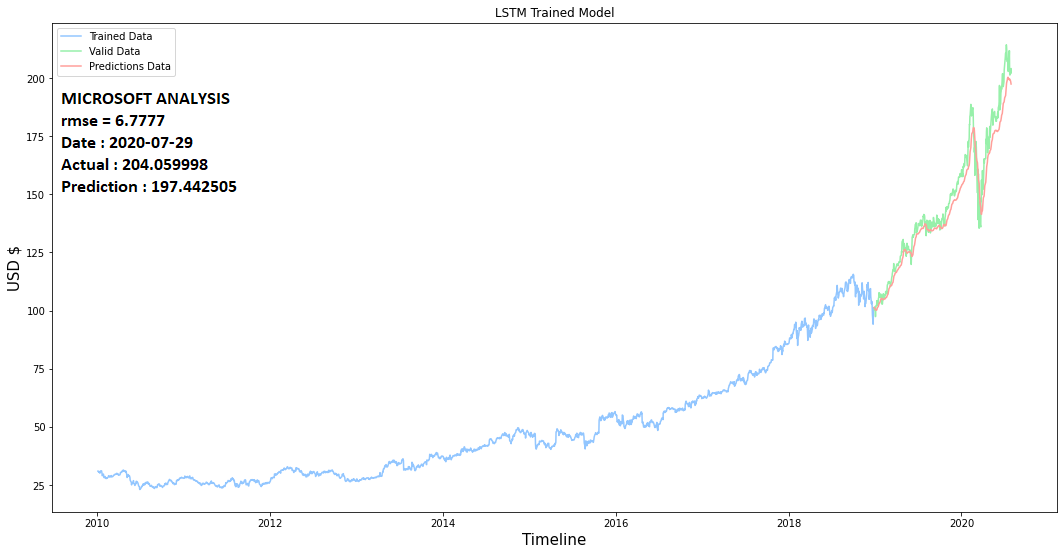 LSTM Trained Model
Trained Data
Valid Data
Predictions Data
MICROSOFT ANALYSIS
rmse = 6.7777
Date : 2020-07-29
Actual : 204.059998
Prediction : 197.442505
USD $
200
175
150
125
100
75
50
25
2010 2012 2014 2016 2018 2020
Timeline